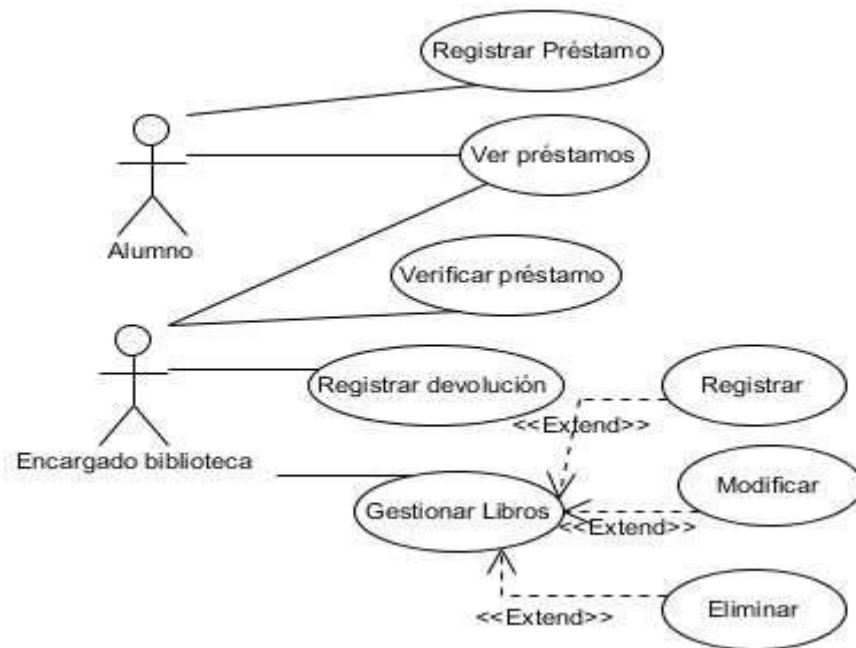 Registrar Préstamo
Ver préstamos
Alumno
Verificar préstamo
Registrar devolución
Registrar
<<Extend>>
Encargado biblioteca
Gestionar Libros
Modificar
<<Extend>>
Eliminar
<<Extend>>